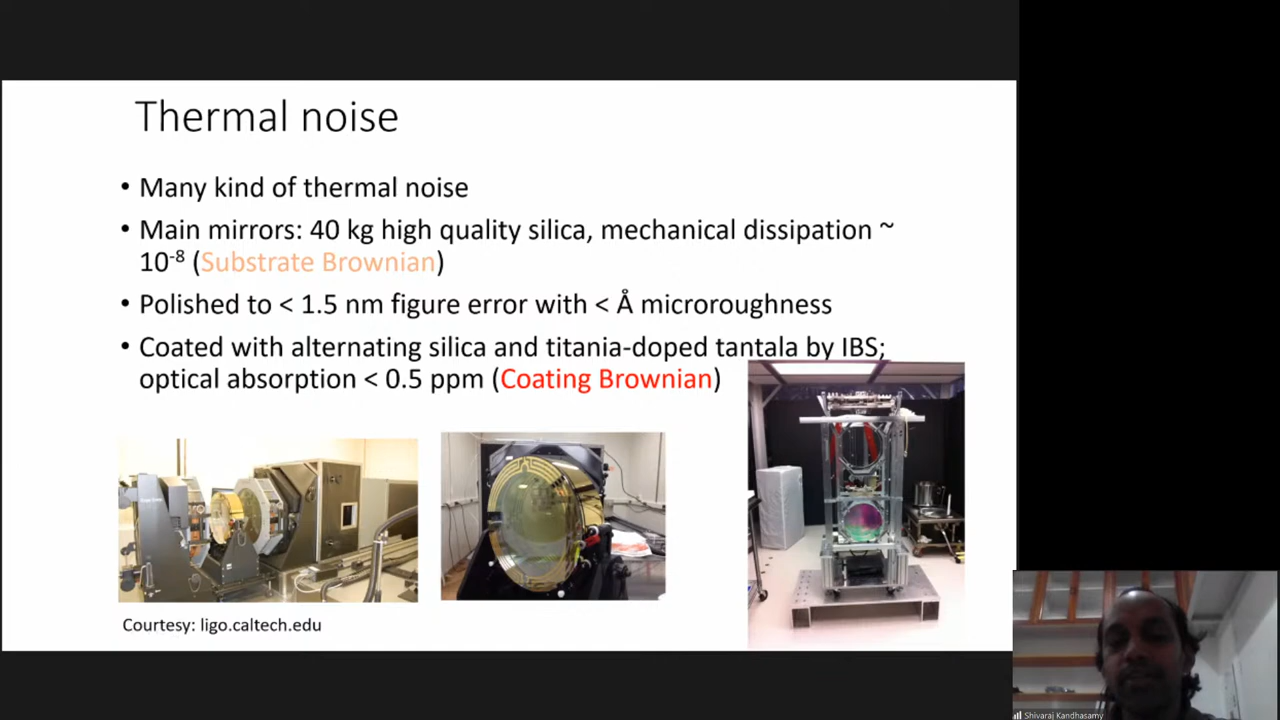 Thermal noise
• Many kind of thermal noise
• Main mirrors: 40 kg high quality silica, mechanical dissipation ~
10⁻⁸ (Substrate Brownian)
• Polished to < 1.5 nm figure error with < Å microroughness
• Coated with alternating silica and titania-doped tantala by IBS;
optical absorption < 0.5 ppm (Coating Brownian)
Courtesy: ligo.caltech.edu
Shivaraj Kandhasamy